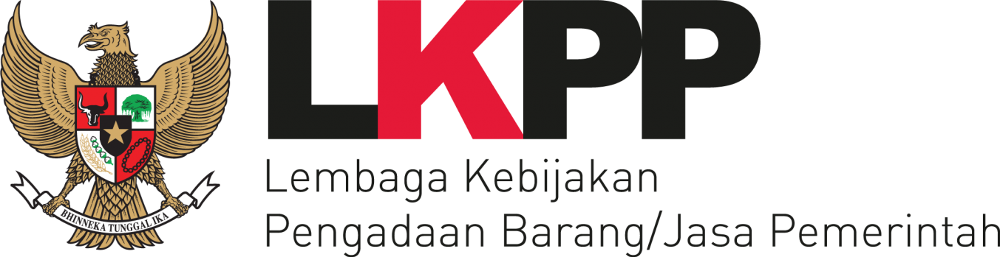 LKPP
Lembaga Kebijakan
Pengadaan Barang/Jasa Pemerintah
BHINNEKA TUNGGAL IKA